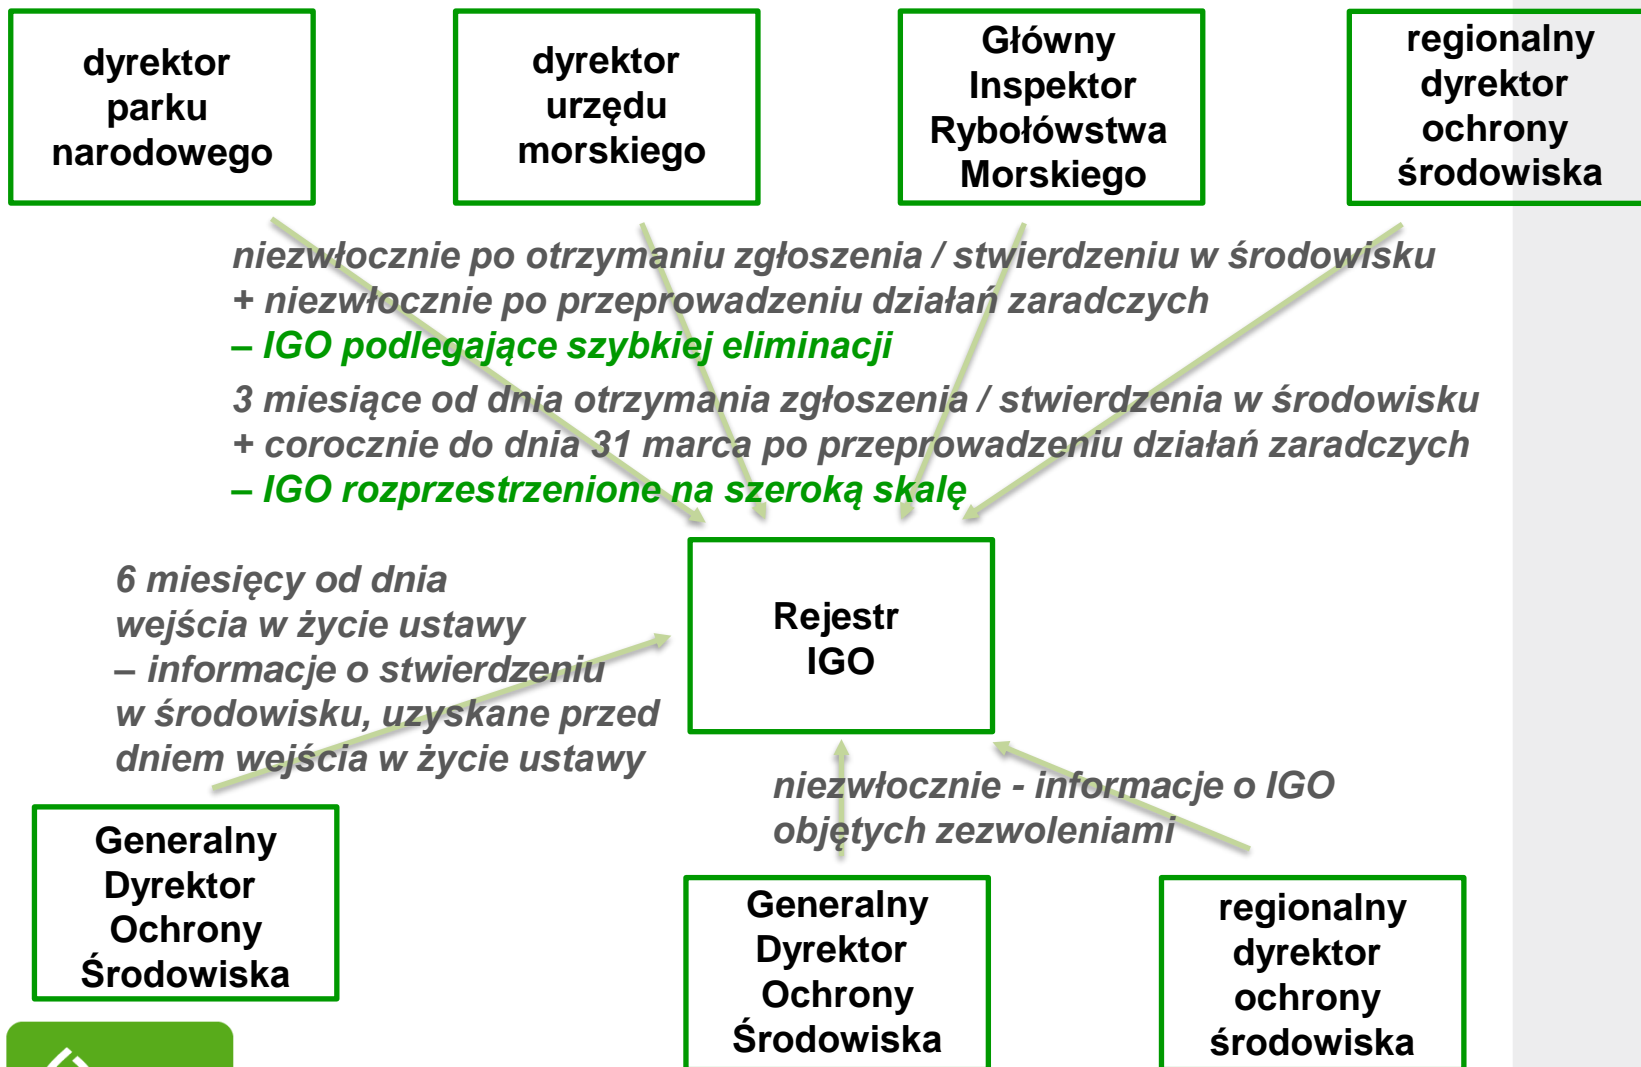 dyrektor
parku
narodowego
dyrektor
urzędu
morskiego
Główny
Inspektor
Rybołówstwa
Morskiego
regionalny
dyrektor
ochrony
środowiska
niezwłocznie po otrzymaniu zgłoszenia / stwierdzeniu w środowisku
+ niezwłocznie po przeprowadzeniu działań zaradczych
– IGO podlegające szybkiej eliminacji
3 miesiące od dnia otrzymania zgłoszenia / stwierdzenia w środowisku
+ corocznie do dnia 31 marca po przeprowadzeniu działań zaradczych
– IGO rozprzestrzenione na szeroką skalę
6 miesięcy od dnia
wejścia w życie ustawy
– informacje o stwierdzeniu
w środowisku, uzyskane przed
dniem wejścia w życie ustawy
Rejestr
IGO
niezwłocznie - informacje o IGO
objętych zezwoleniami
Generalny
Dyrektor
Ochrony
Środowiska
Generalny
Dyrektor
Ochrony
Środowiska
regionalny
dyrektor
ochrony
środowiska